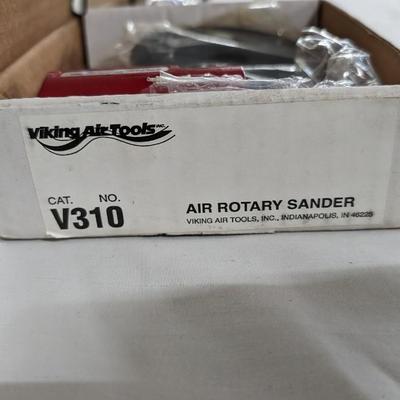 Viking Air Tools INC.
CAT. NO.
V310
AIR ROTARY SANDER
VIKING AIR TOOLS, INC., INDIANAPOLIS, IN 46225